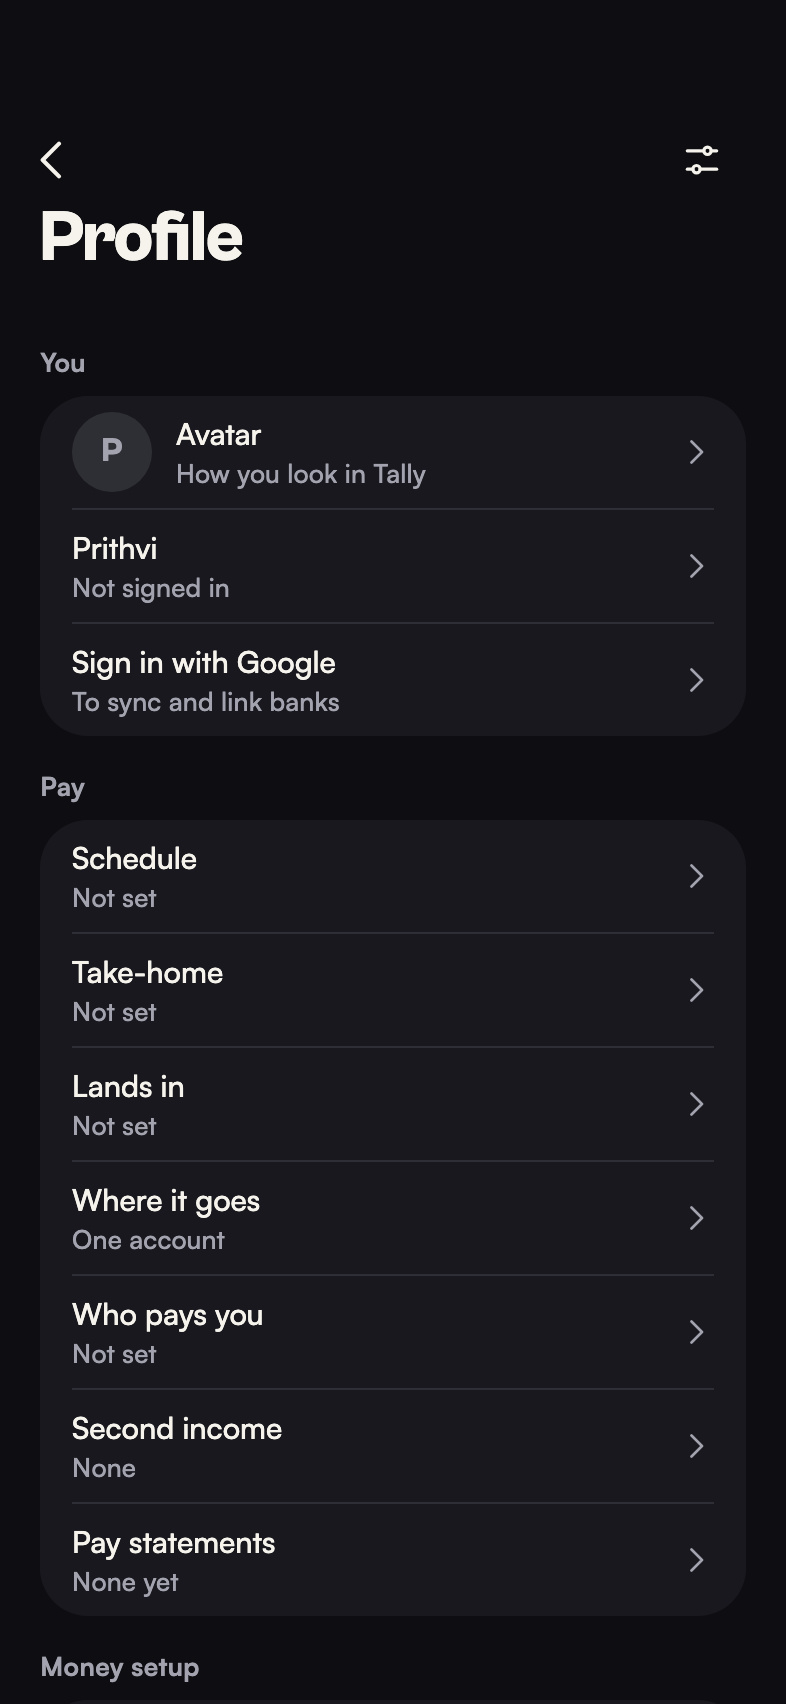 Profile
You
P
Avatar
How you look in Tally
Prithvi
Not signed in
Sign in with Google
To sync and link banks
Pay
Schedule
Not set
Take-home
Not set
Lands in
Not set
Where it goes
One account
Who pays you
Not set
Second income
None
Pay statements
None yet
Money setup